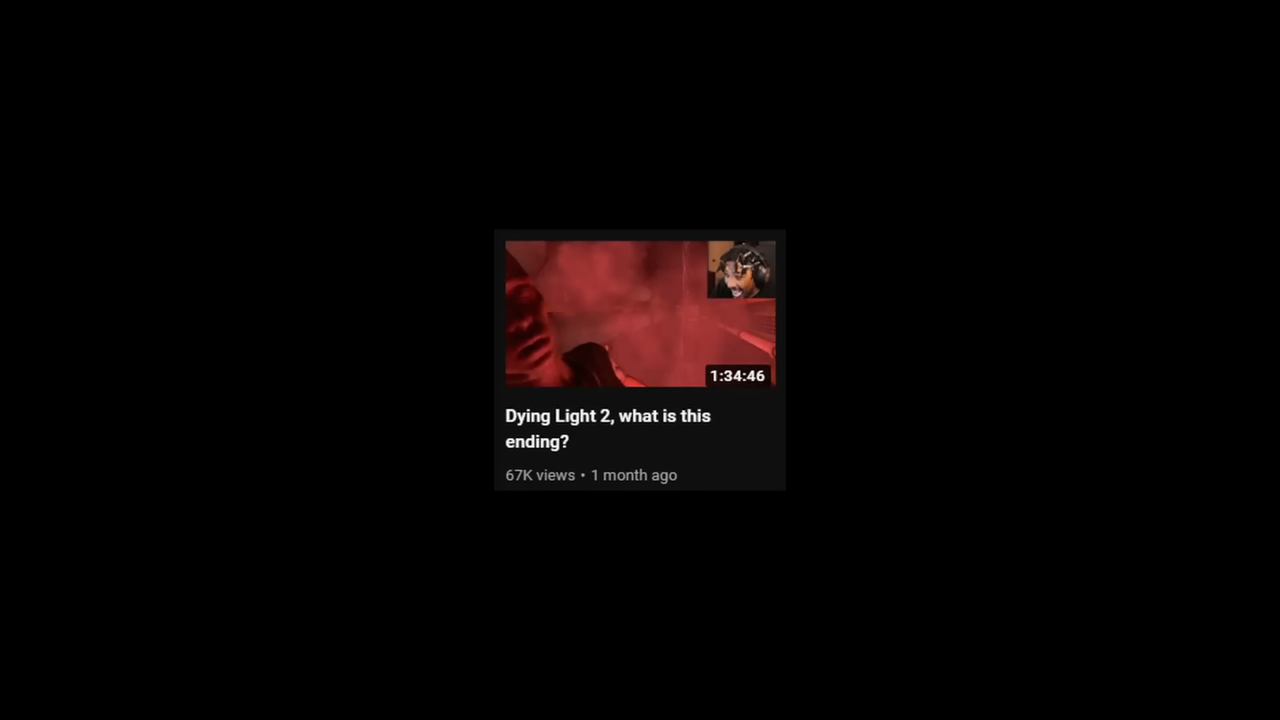 1:34:46
Dying Light 2, what is this
ending?
67K views • 1 month ago